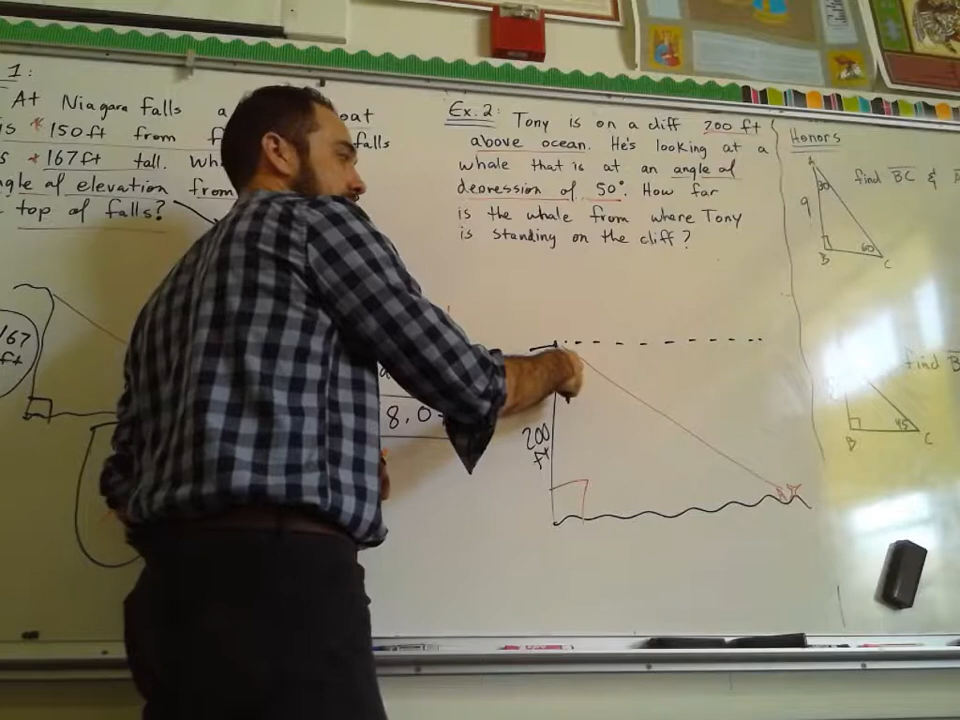 1:
At Niagara Falls a oat
is 150ft from falls
167ft tall.
gle of elevation from
top of falls?
167
ft
8.0
Ex. 2: Tony is on a cliff 200 ft
above ocean. He's looking at a
whale that is at an angle of
depression of 50°. How far
is the whale from where Tony
is standing on the cliff?
200
ft
Honors
find BC &
A
30
9
60
B
C
find B
45
B
C